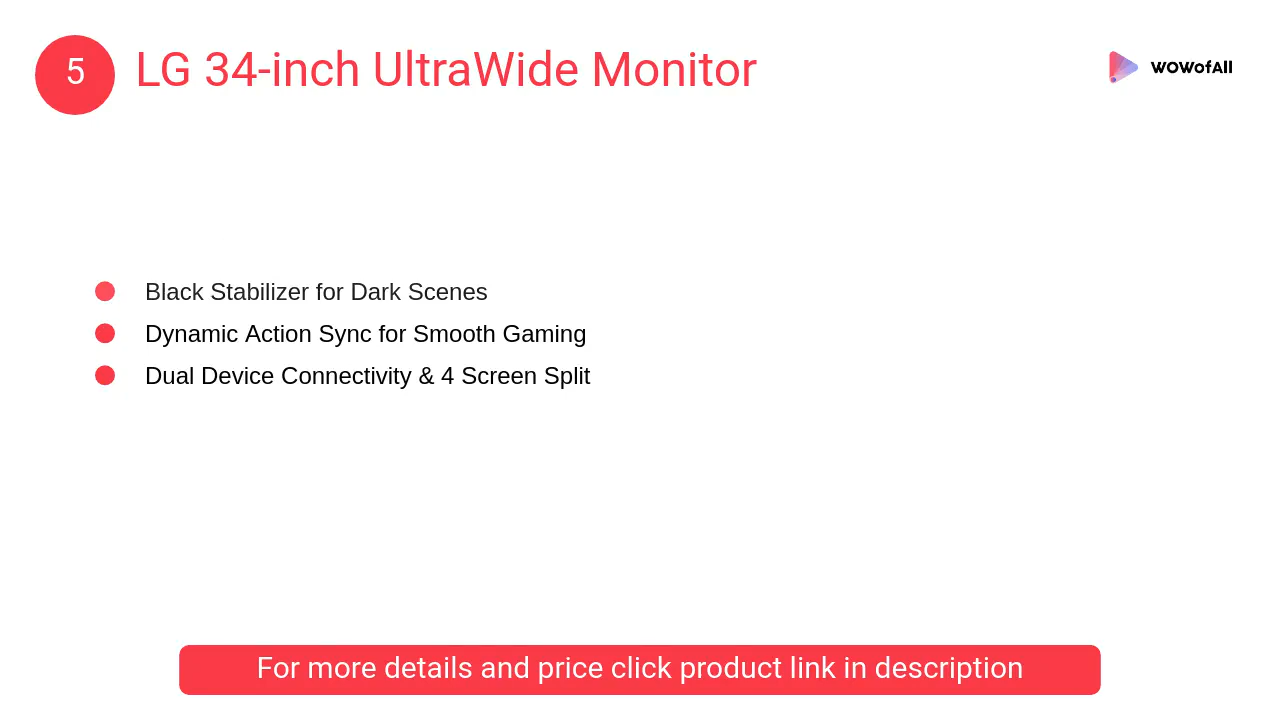 5
LG 34-inch UltraWide Monitor
WOWofAll
Black Stabilizer for Dark Scenes
Dynamic Action Sync for Smooth Gaming
Dual Device Connectivity & 4 Screen Split
For more details and price click product link in description